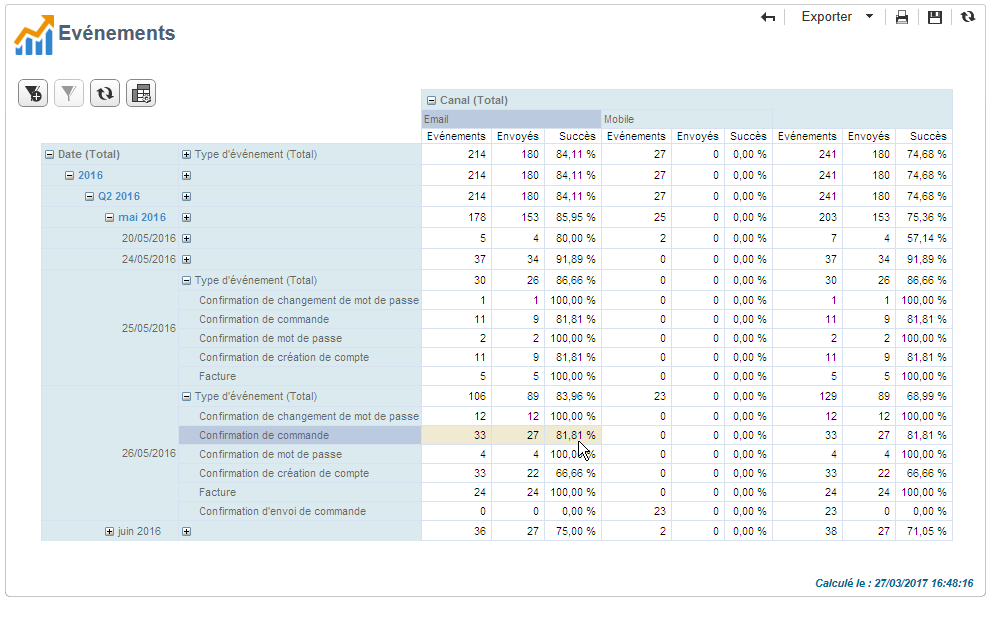 Exporter
Evénements
Canal (Total)
Email Mobile
Evénements Envoyés Succès Evénements Envoyés Succès Evénements Envoyés Succès
Date (Total) Type d'événement (Total) 214 180 84,11 % 27 0 0,00 % 241 180 74,68 %
2016 214 180 84,11 % 27 0 0,00 % 241 180 74,68 %
Q2 2016 214 180 84,11 % 27 0 0,00 % 241 180 74,68 %
mai 2016 178 153 85,95 % 25 0 0,00 % 203 153 75,36 %
20/05/2016 5 4 80,00 % 2 0 0,00 % 7 4 57,14 %
24/05/2016 37 34 91,89 % 0 0 0,00 % 37 34 91,89 %
25/05/2016 Type d'événement (Total) 30 26 86,66 % 0 0 0,00 % 30 26 86,66 %
Confirmation de changement de mot de passe 1 1 100,00 % 0 0 0,00 % 1 1 100,00 %
Confirmation de commande 11 9 81,81 % 0 0 0,00 % 11 9 81,81 %
Confirmation de mot de passe 2 2 100,00 % 0 0 0,00 % 2 2 100,00 %
Confirmation de création de compte 11 9 81,81 % 0 0 0,00 % 11 9 81,81 %
Facture 5 5 100,00 % 0 0 0,00 % 5 5 100,00 %
26/05/2016 Type d'événement (Total) 106 89 83,96 % 23 0 0,00 % 129 89 68,99 %
Confirmation de changement de mot de passe 12 12 100,00 % 0 0 0,00 % 12 12 100,00 %
Confirmation de commande 33 27 81,81 % 0 0 0,00 % 33 27 81,81 %
Confirmation de mot de passe 4 4 100,00 % 0 0 0,00 % 4 4 100,00 %
Confirmation de création de compte 33 22 66,66 % 0 0 0,00 % 33 22 66,66 %
Facture 24 24 100,00 % 0 0 0,00 % 24 24 100,00 %
Confirmation d'envoi de commande 0 0 0,00 % 23 0 0,00 % 23 0 0,00 %
juin 2016 36 27 75,00 % 2 0 0,00 % 38 27 71,05 %
Calculé le : 27/03/2017 16:48:16